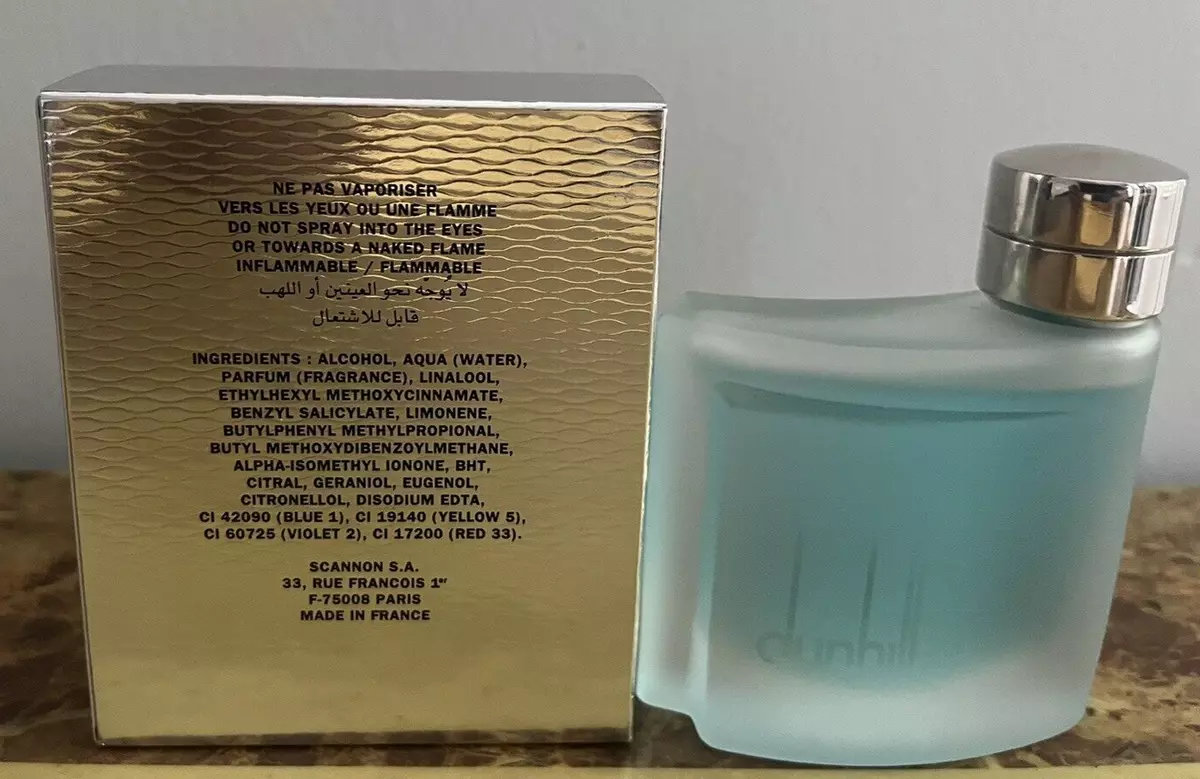 NE PAS VAPORISER
VERS LES YEUX OU UNE FLAMME
DO NOT SPRAY INTO THE EYES
OR TOWARDS A NAKED FLAME
INFLAMMABLE / FLAMMABLE
لا يُوجّه نحو العينين أو اللهب
قابل للاشتعال
INGREDIENTS : ALCOHOL, AQUA (WATER),
PARFUM (FRAGRANCE), LINALOOL,
ETHYLHEXYL METHOXYCINNAMATE,
BENZYL SALICYLATE, LIMONENE,
BUTYLPHENYL METHYLPROPIONAL,
BUTYL METHOXYDIBENZOYLMETHANE,
ALPHA-ISOMETHYL IONONE, BHT,
CITRAL, GERANIOL, EUGENOL,
CITRONELLOL, DISODIUM EDTA,
CI 42090 (BLUE 1), CI 19140 (YELLOW 5),
CI 60725 (VIOLET 2), CI 17200 (RED 33).
SCANNON S.A.
33, RUE FRANCOIS 1er
F-75008 PARIS
MADE IN FRANCE
dunhill